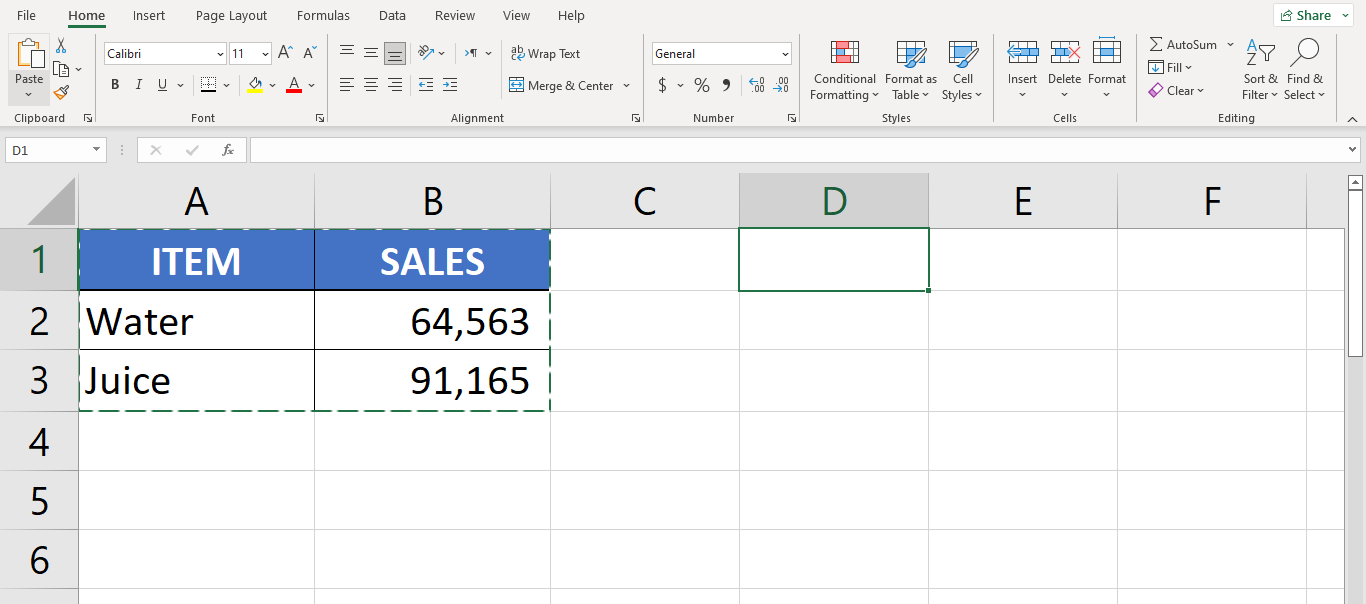 File Home Insert Page Layout Formulas Data Review View Help Share
Calibri 11 ab Wrap Text General AutoSum
Paste Conditional Formatting Format as Table Cell Styles Insert Delete Format Fill Sort & Filter Find & Select
B I U Merge & Center $ % 9 .00 .00 Clear
Clipboard Font Alignment Number Styles Cells Editing
D1 fx
A B C D E F
1 ITEM SALES
2 Water 64,563
3 Juice 91,165
4
5
6